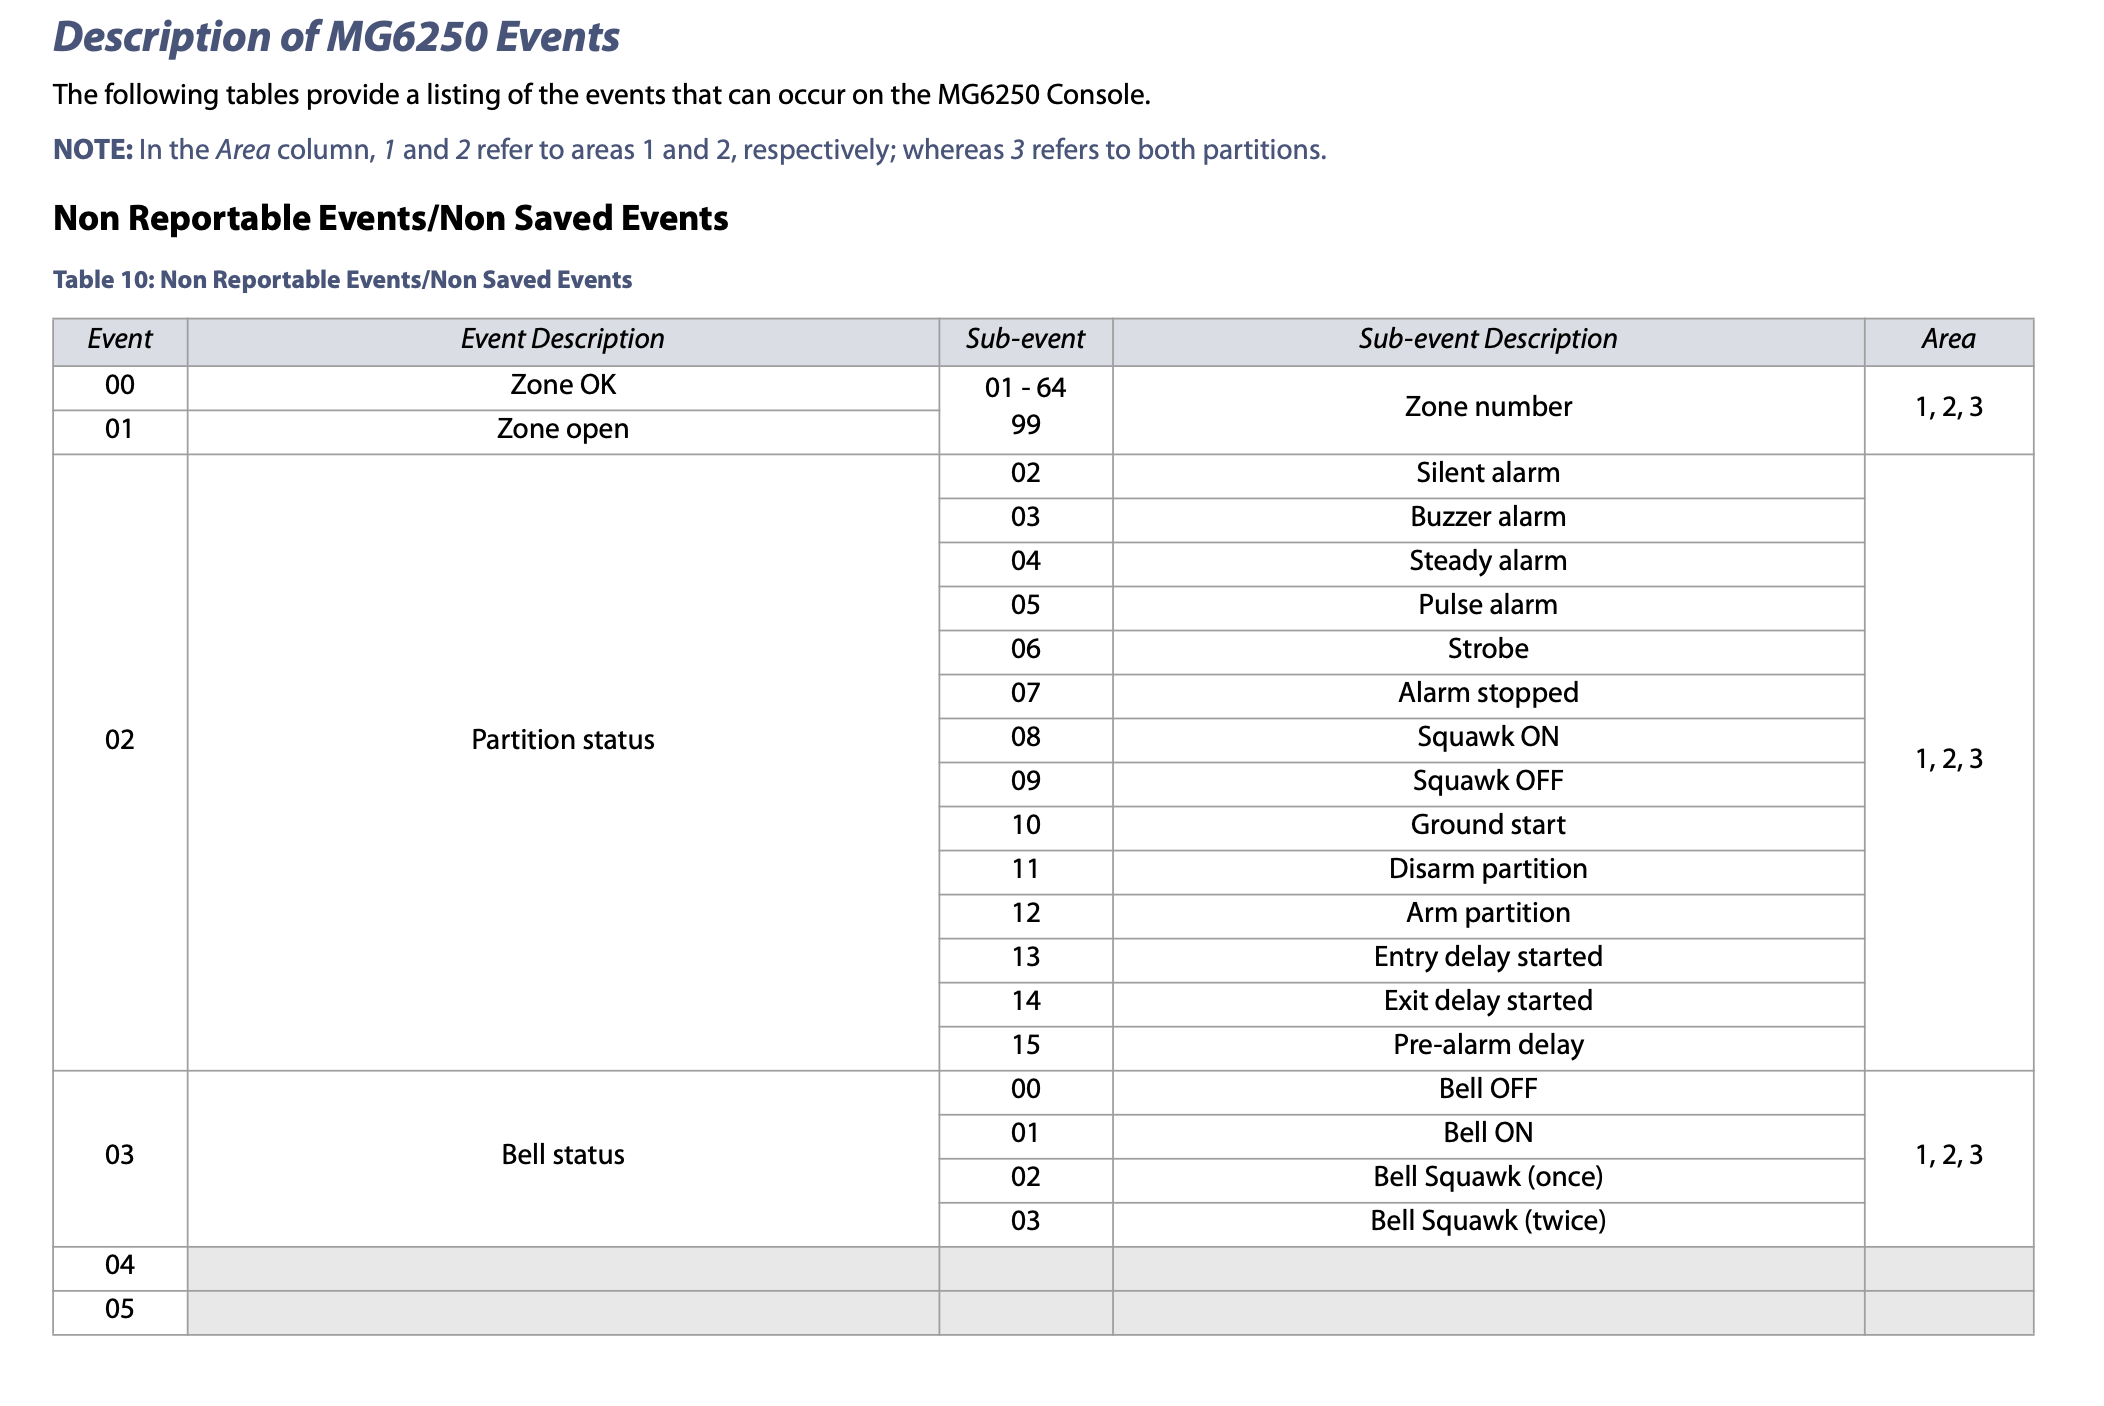 Description of MG6250 Events
The following tables provide a listing of the events that can occur on the MG6250 Console.
NOTE: In the Area column, 1 and 2 refer to areas 1 and 2, respectively; whereas 3 refers to both partitions.
Non Reportable Events/Non Saved Events
Table 10: Non Reportable Events/Non Saved Events
Event Event Description Sub-event Sub-event Description Area
00 Zone OK 01 - 64
Zone number 1, 2, 3
01 Zone open 99
02 Silent alarm
03 Buzzer alarm
04 Steady alarm
05 Pulse alarm
06 Strobe
07 Alarm stopped
02 Partition status 08 Squawk ON
1, 2, 3
09 Squawk OFF
10 Ground start
11 Disarm partition
12 Arm partition
13 Entry delay started
14 Exit delay started
15 Pre-alarm delay
00 Bell OFF
01 Bell ON
03 Bell status 1, 2, 3
02 Bell Squawk (once)
03 Bell Squawk (twice)
04
05